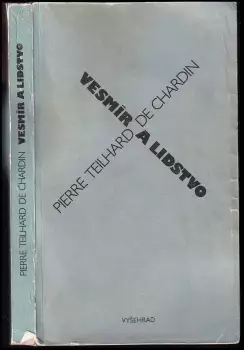 PIERRE TEILHARD DE CHARDIN VESMÍR A LIDSTVO
PIERRE TEILHARD DE CHARDIN
VESMÍR A LIDSTVO
VYŠEHRAD